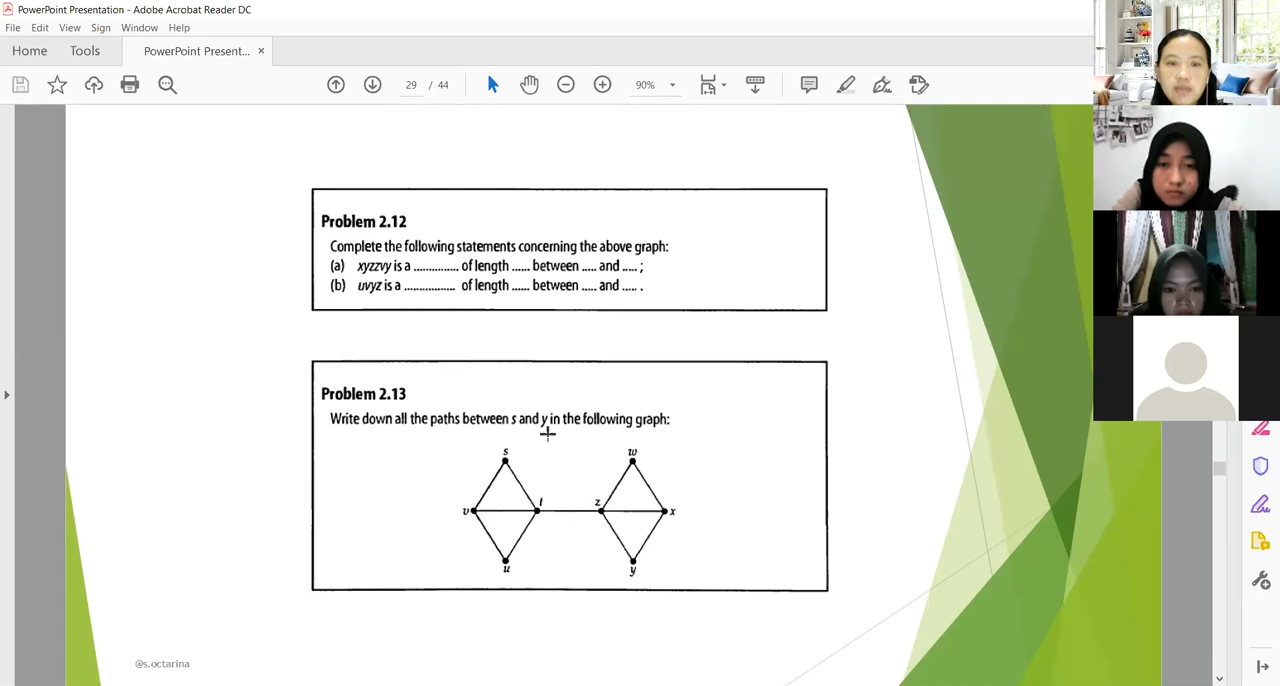 PowerPoint Presentation - Adobe Acrobat Reader DC
File Edit View Sign Window Help
Home Tools PowerPoint Present... ×
29 / 44 90%
Problem 2.12
Complete the following statements concerning the above graph:
(a) xyzzvy is a .............. of length ...... between ..... and ..... ;
(b) uvyz is a ................ of length ...... between ..... and ..... .
Problem 2.13
Write down all the paths between s and y in the following graph:
s w
v l z x
u y
@s.octarina